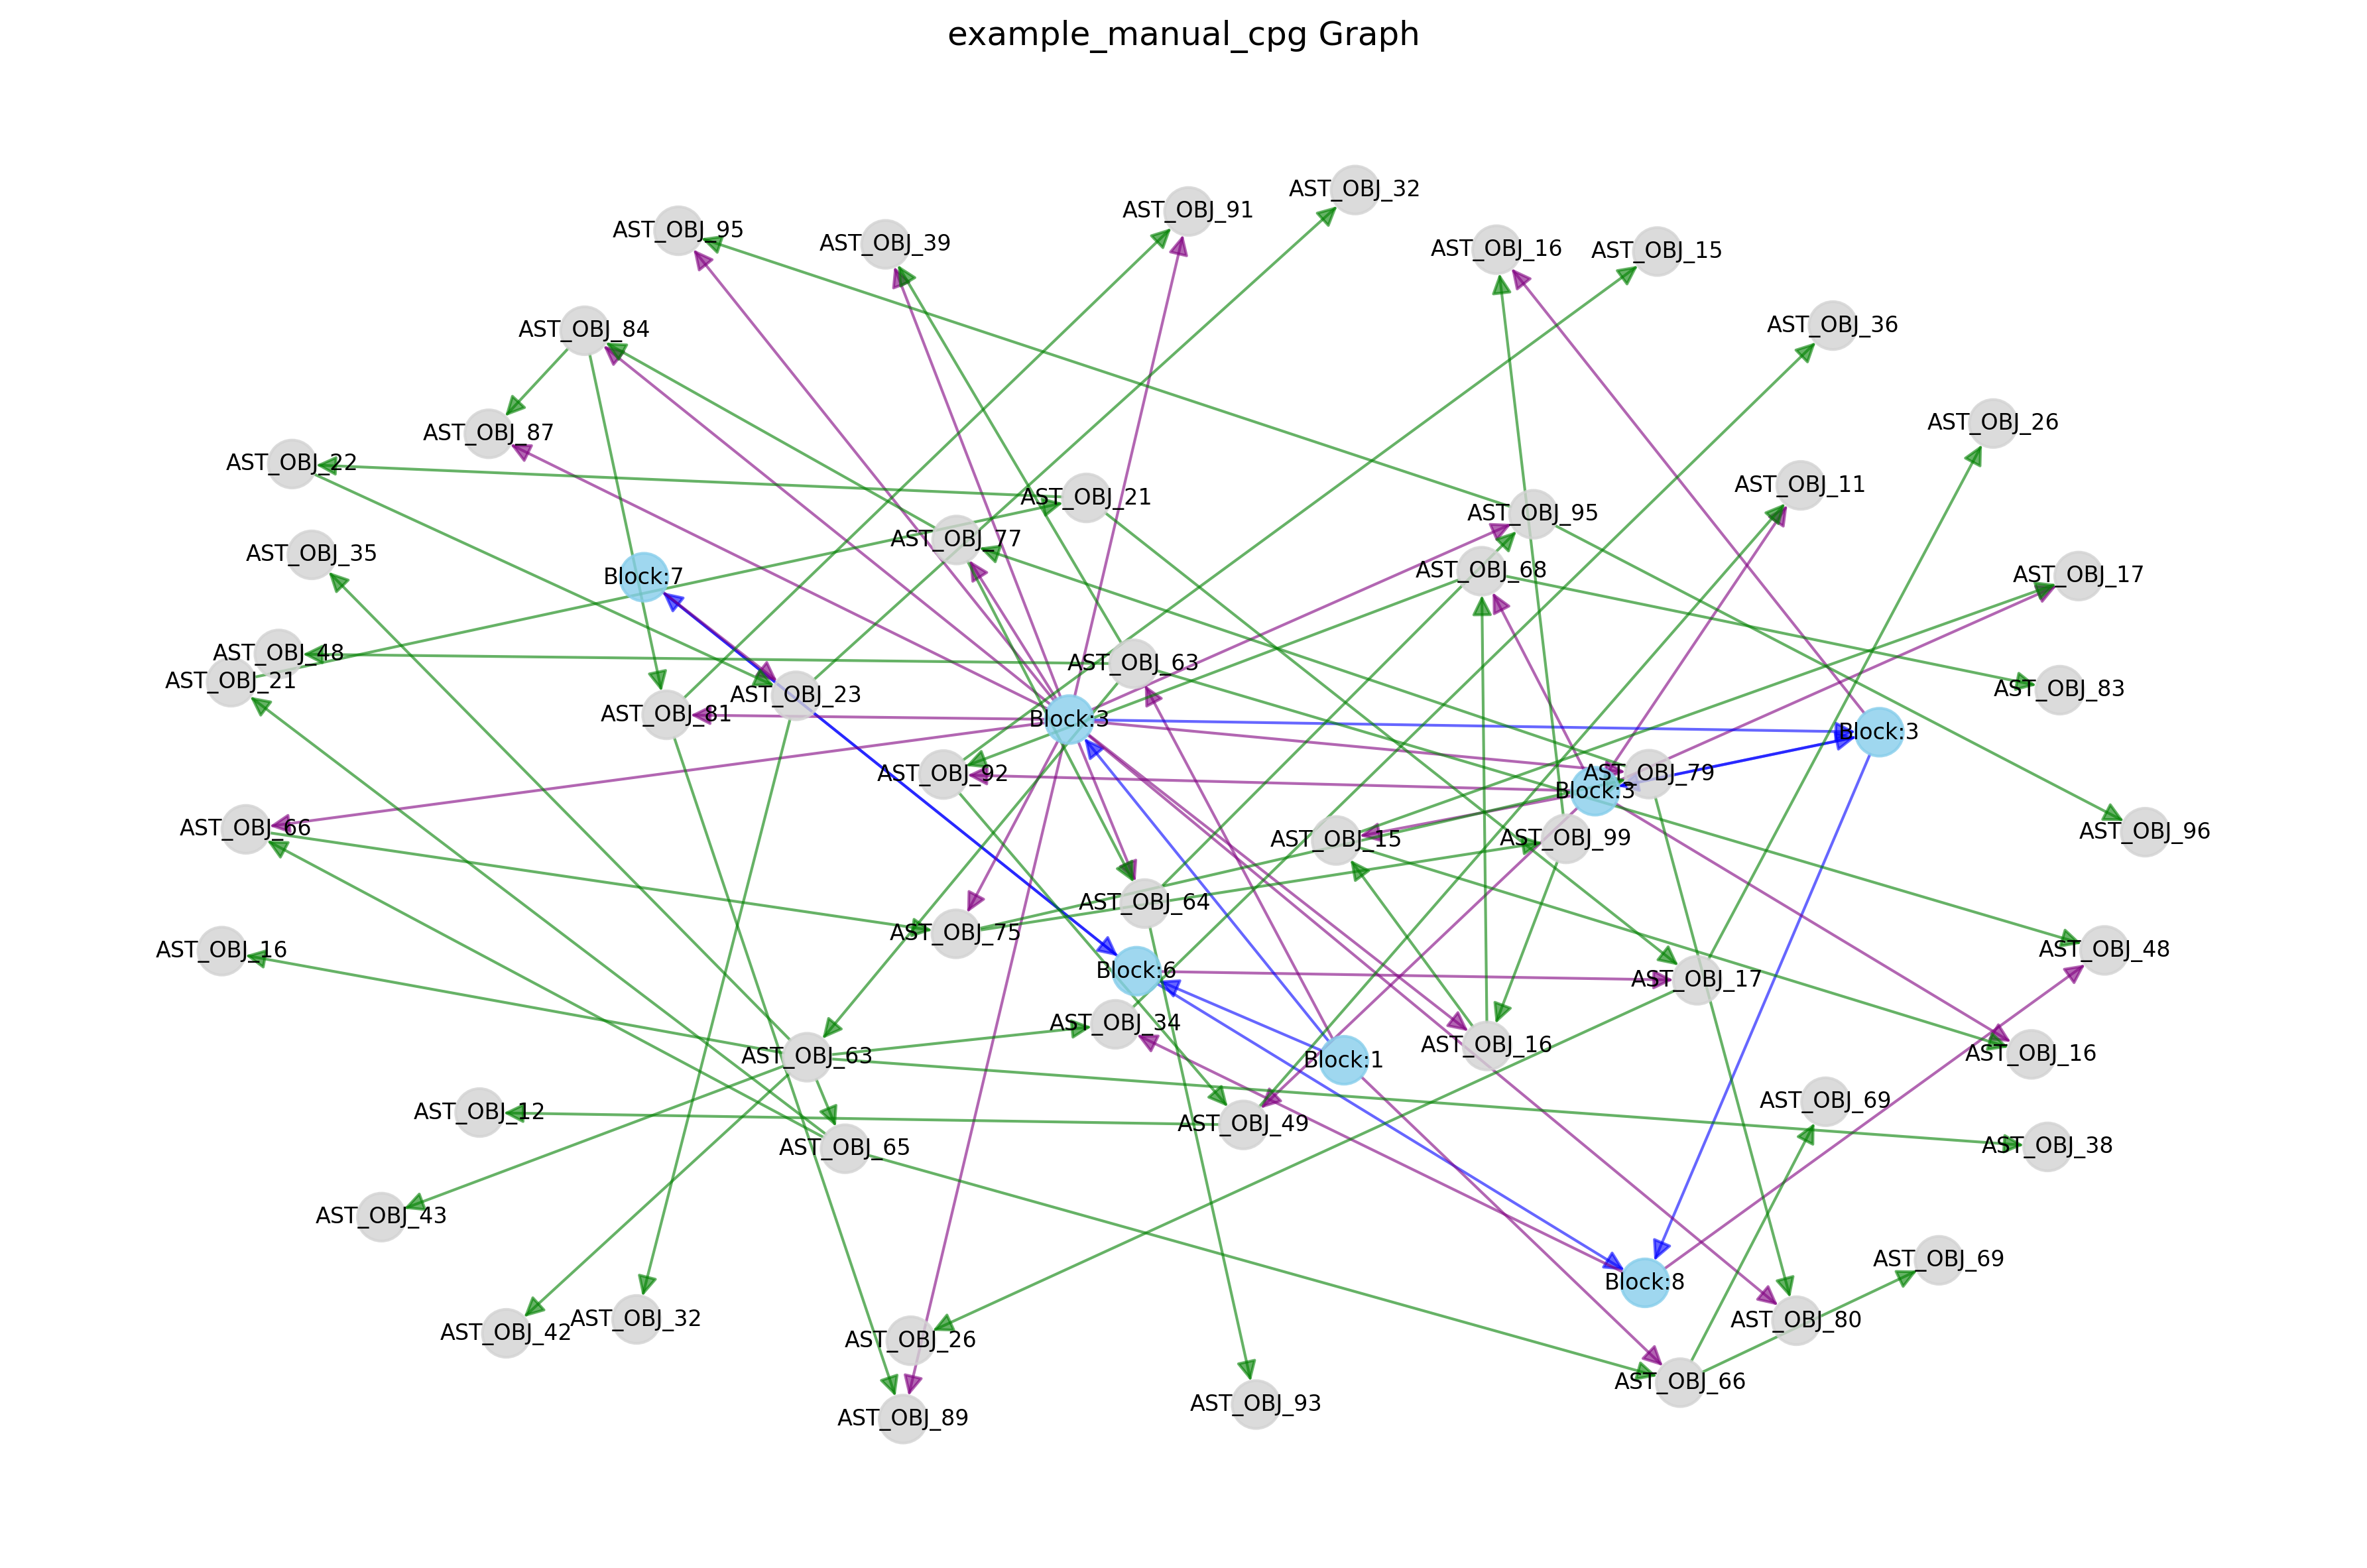 example_manual_cpg Graph
AST_OBJ_32
AST_OBJ_91
AST_OBJ_95
AST_OBJ_39
AST_OBJ_16
AST_OBJ_15
AST_OBJ_36
AST_OBJ_84
AST_OBJ_26
AST_OBJ_87
AST_OBJ_22
AST_OBJ_11
AST_OBJ_21
AST_OBJ_95
AST_OBJ_77
AST_OBJ_35
AST_OBJ_68
AST_OBJ_17
Block:7
AST_OBJ_48
AST_OBJ_63
AST_OBJ_21
AST_OBJ_83
AST_OBJ_23
AST_OBJ_81
Block:3
Block:3
AST_OBJ_92
AST_OBJ_79
Block:3
AST_OBJ_66
AST_OBJ_15
AST_OBJ_99
AST_OBJ_96
AST_OBJ_64
AST_OBJ_75
AST_OBJ_16
AST_OBJ_48
Block:6
AST_OBJ_17
AST_OBJ_34
AST_OBJ_16
AST_OBJ_16
AST_OBJ_63
Block:1
AST_OBJ_69
AST_OBJ_12
AST_OBJ_49
AST_OBJ_65
AST_OBJ_38
AST_OBJ_43
AST_OBJ_69
Block:8
AST_OBJ_32
AST_OBJ_80
AST_OBJ_42
AST_OBJ_26
AST_OBJ_66
AST_OBJ_93
AST_OBJ_89